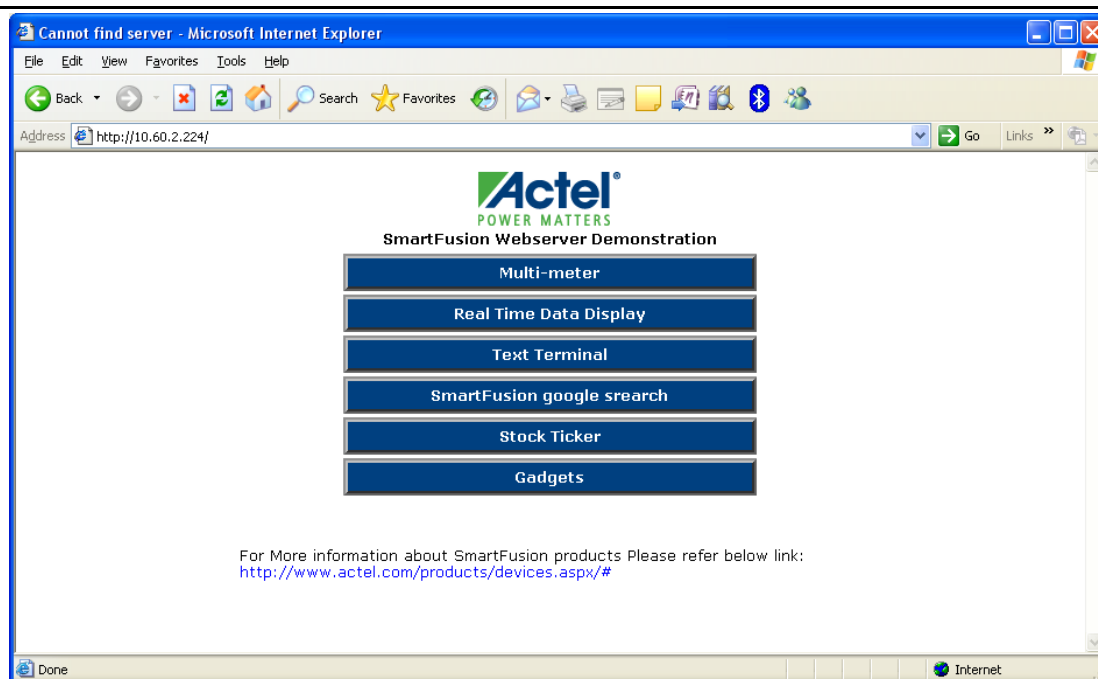 Cannot find server - Microsoft Internet Explorer
File Edit View Favorites Tools Help
Back Search Favorites
Address http://10.60.2.224/ Go Links »
Actel®
POWER MATTERS
SmartFusion Webserver Demonstration
Multi-meter
Real Time Data Display
Text Terminal
SmartFusion google srearch
Stock Ticker
Gadgets
For More information about SmartFusion products Please refer below link:
http://www.actel.com/products/devices.aspx/#
Done Internet